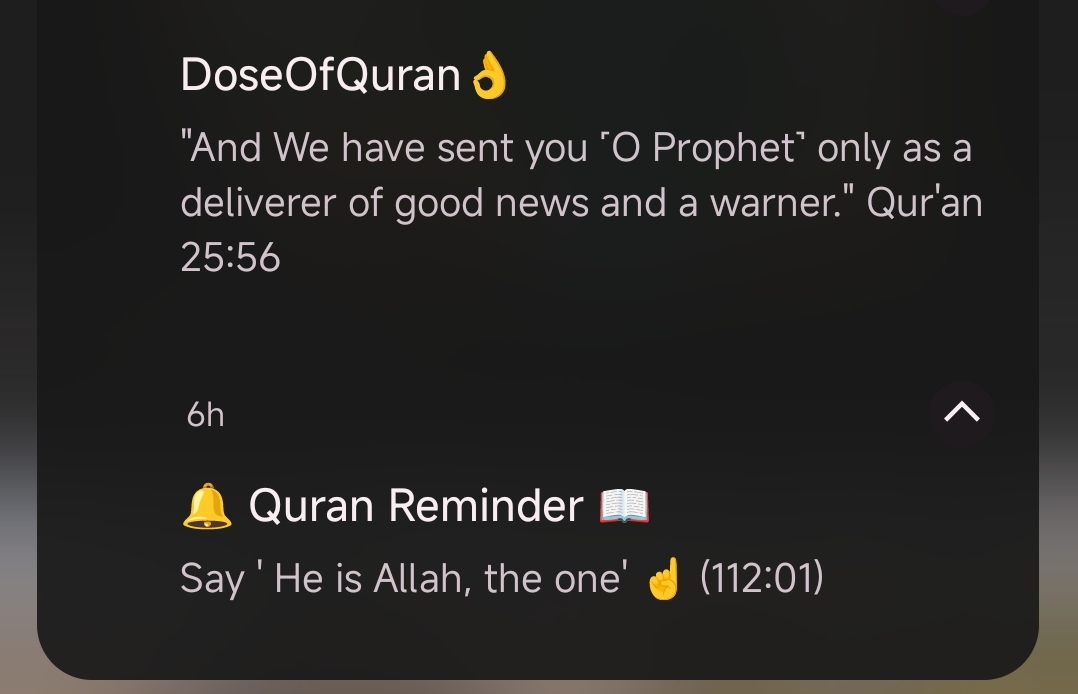 DoseOfQuran👌
"And We have sent you ˹O Prophet˺ only as a
deliverer of good news and a warner." Qur'an
25:56
6h
🔔 Quran Reminder 📖
Say ' He is Allah, the one' ☝️ (112:01)